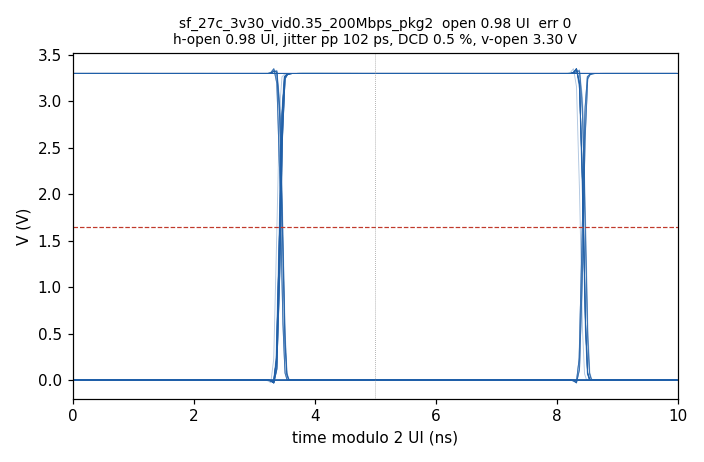 sf_27c_3v30_vid0.35_200Mbps_pkg2  open 0.98 UI  err 0
h-open 0.98 UI, jitter pp 102 ps, DCD 0.5 %, v-open 3.30 V
3.5
3.0
2.5
2.0
1.5
1.0
0.5
0.0
V (V)
0 2 4 6 8 10
time modulo 2 UI (ns)